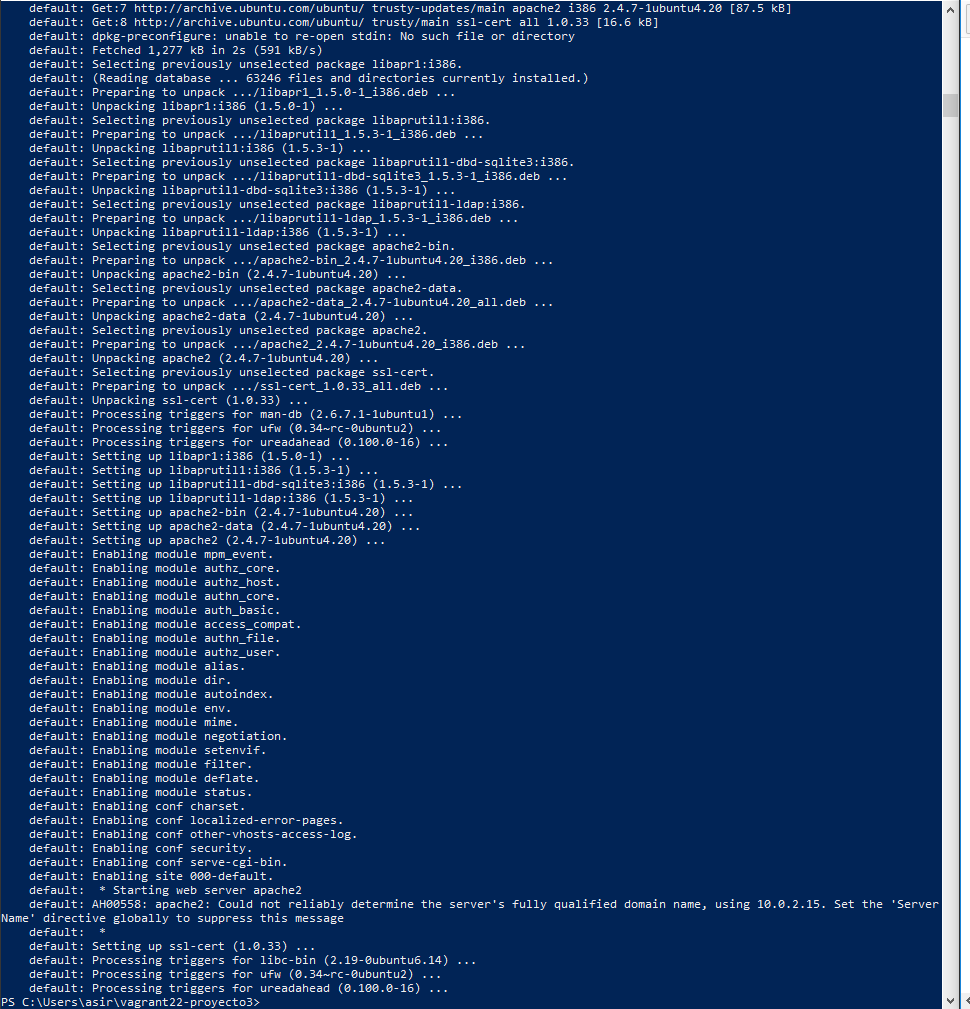 default: Get:7 http://archive.ubuntu.com/ubuntu/ trusty-updates/main apache2 i386 2.4.7-1ubuntu4.20 [87.5 kB]
default: Get:8 http://archive.ubuntu.com/ubuntu/ trusty/main ssl-cert all 1.0.33 [16.6 kB]
default: dpkg-preconfigure: unable to re-open stdin: No such file or directory
default: Fetched 1,277 kB in 2s (591 kB/s)
default: Selecting previously unselected package libapr1:i386.
default: (Reading database ... 63246 files and directories currently installed.)
default: Preparing to unpack .../libapr1_1.5.0-1_i386.deb ...
default: Unpacking libapr1:i386 (1.5.0-1) ...
default: Selecting previously unselected package libaprutil1:i386.
default: Preparing to unpack .../libaprutil1_1.5.3-1_i386.deb ...
default: Unpacking libaprutil1:i386 (1.5.3-1) ...
default: Selecting previously unselected package libaprutil1-dbd-sqlite3:i386.
default: Preparing to unpack .../libaprutil1-dbd-sqlite3_1.5.3-1_i386.deb ...
default: Unpacking libaprutil1-dbd-sqlite3:i386 (1.5.3-1) ...
default: Selecting previously unselected package libaprutil1-ldap:i386.
default: Preparing to unpack .../libaprutil1-ldap_1.5.3-1_i386.deb ...
default: Unpacking libaprutil1-ldap:i386 (1.5.3-1) ...
default: Selecting previously unselected package apache2-bin.
default: Preparing to unpack .../apache2-bin_2.4.7-1ubuntu4.20_i386.deb ...
default: Unpacking apache2-bin (2.4.7-1ubuntu4.20) ...
default: Selecting previously unselected package apache2-data.
default: Preparing to unpack .../apache2-data_2.4.7-1ubuntu4.20_all.deb ...
default: Unpacking apache2-data (2.4.7-1ubuntu4.20) ...
default: Selecting previously unselected package apache2.
default: Preparing to unpack .../apache2_2.4.7-1ubuntu4.20_i386.deb ...
default: Unpacking apache2 (2.4.7-1ubuntu4.20) ...
default: Selecting previously unselected package ssl-cert.
default: Preparing to unpack .../ssl-cert_1.0.33_all.deb ...
default: Unpacking ssl-cert (1.0.33) ...
default: Processing triggers for man-db (2.6.7.1-1ubuntu1) ...
default: Processing triggers for ufw (0.34~rc-0ubuntu2) ...
default: Processing triggers for ureadahead (0.100.0-16) ...
default: Setting up libapr1:i386 (1.5.0-1) ...
default: Setting up libaprutil1:i386 (1.5.3-1) ...
default: Setting up libaprutil1-dbd-sqlite3:i386 (1.5.3-1) ...
default: Setting up libaprutil1-ldap:i386 (1.5.3-1) ...
default: Setting up apache2-bin (2.4.7-1ubuntu4.20) ...
default: Setting up apache2-data (2.4.7-1ubuntu4.20) ...
default: Setting up apache2 (2.4.7-1ubuntu4.20) ...
default: Enabling module mpm_event.
default: Enabling module authz_core.
default: Enabling module authz_host.
default: Enabling module authn_core.
default: Enabling module auth_basic.
default: Enabling module access_compat.
default: Enabling module authn_file.
default: Enabling module authz_user.
default: Enabling module alias.
default: Enabling module dir.
default: Enabling module autoindex.
default: Enabling module env.
default: Enabling module mime.
default: Enabling module negotiation.
default: Enabling module setenvif.
default: Enabling module filter.
default: Enabling module deflate.
default: Enabling module status.
default: Enabling conf charset.
default: Enabling conf localized-error-pages.
default: Enabling conf other-vhosts-access-log.
default: Enabling conf security.
default: Enabling conf serve-cgi-bin.
default: Enabling site 000-default.
default:  * Starting web server apache2
default: AH00558: apache2: Could not reliably determine the server's fully qualified domain name, using 10.0.2.15. Set the 'Server
Name' directive globally to suppress this message
default:  *
default: Setting up ssl-cert (1.0.33) ...
default: Processing triggers for libc-bin (2.19-0ubuntu6.14) ...
default: Processing triggers for ufw (0.34~rc-0ubuntu2) ...
default: Processing triggers for ureadahead (0.100.0-16) ...
PS C:\Users\asir\vagrant22-proyecto3>